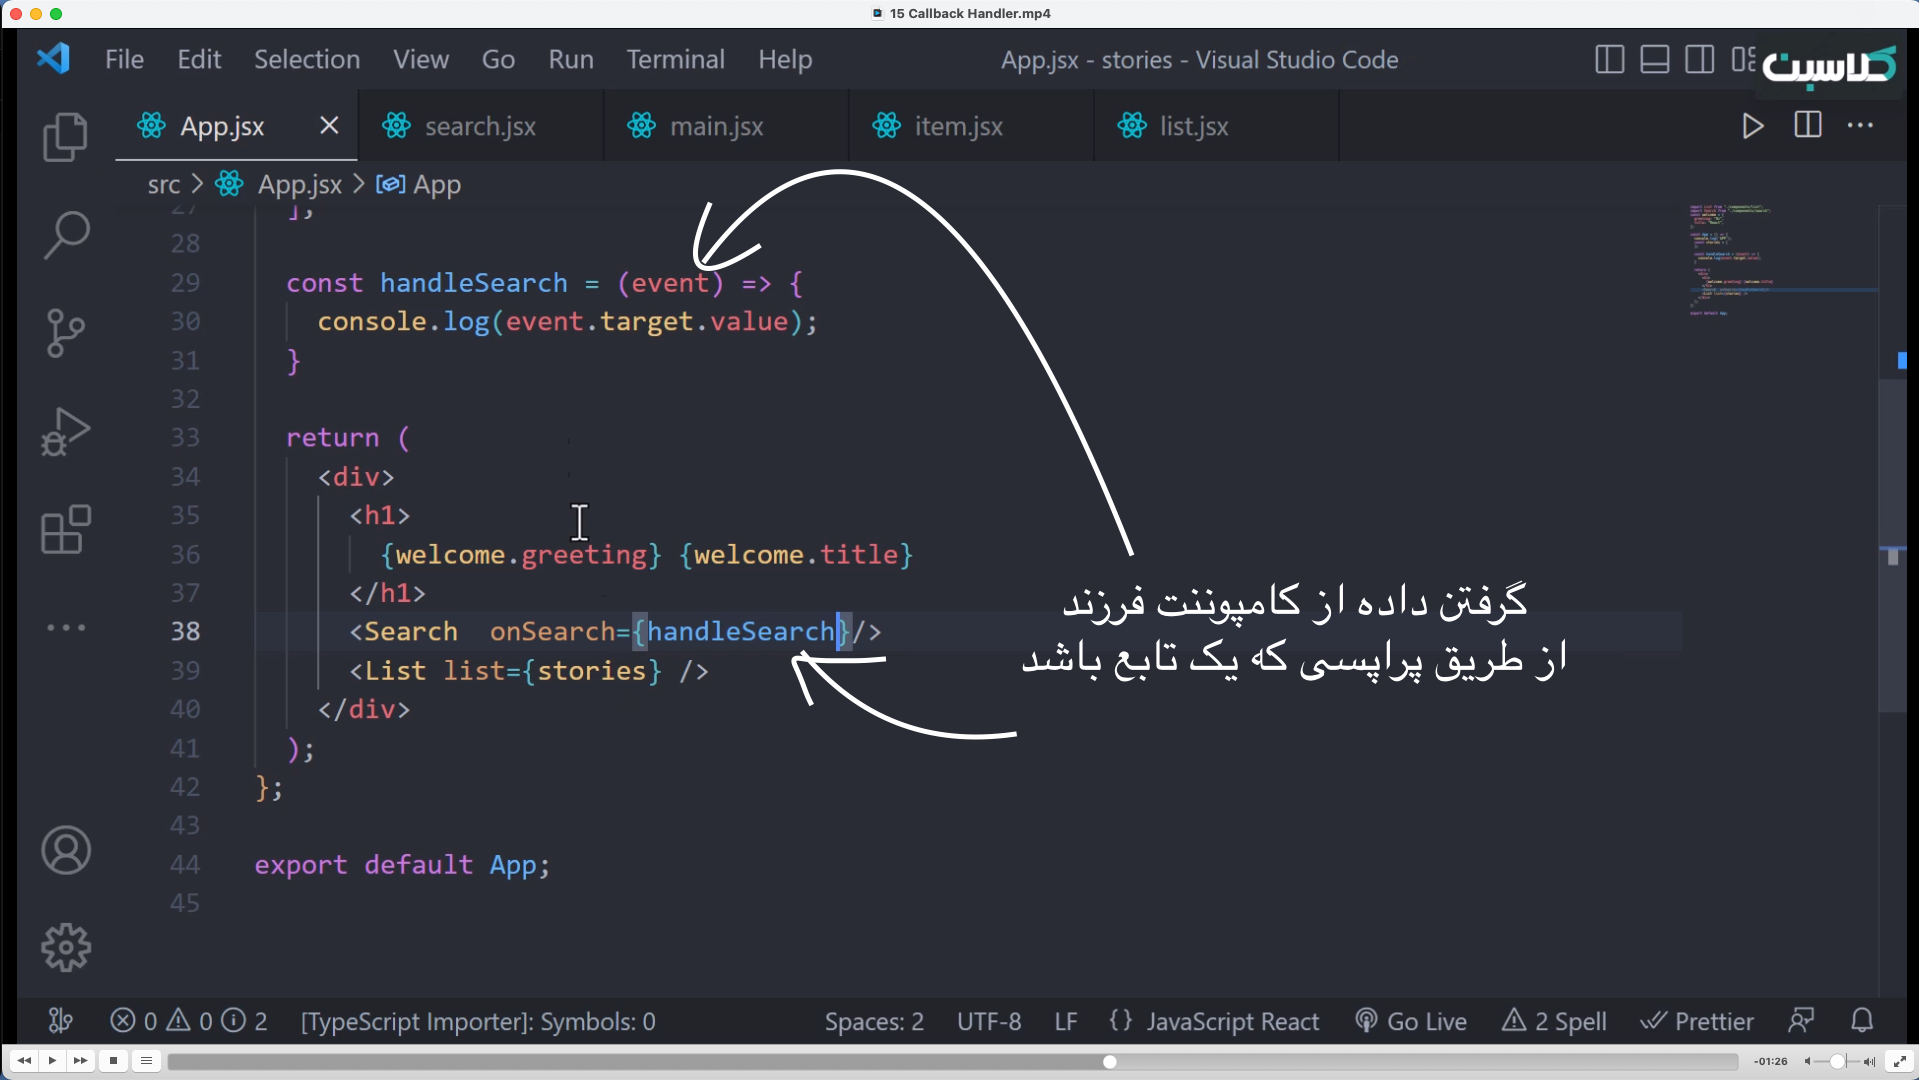 15 Callback Handler.mp4
File Edit Selection View Go Run Terminal Help
App.jsx - stories - Visual Studio Code
کلاسیت
App.jsx search.jsx main.jsx item.jsx list.jsx
src > App.jsx > App
27 ];
28
29 const handleSearch = (event) => {
30 console.log(event.target.value);
31 }
32
33 return (
34 <div>
35 <h1>
36 {welcome.greeting} {welcome.title}
37 </h1>
38 <Search onSearch={handleSearch}/>
39 <List list={stories} />
40 </div>
41 );
42 };
43
44 export default App;
45
گرفتن داده از کامپوننت فرزند
از طریق پراپسی که یک تابع باشد
0 0 2 [TypeScript Importer]: Symbols: 0 Spaces: 2 UTF-8 LF {} JavaScript React Go Live 2 Spell Prettier
-01:26